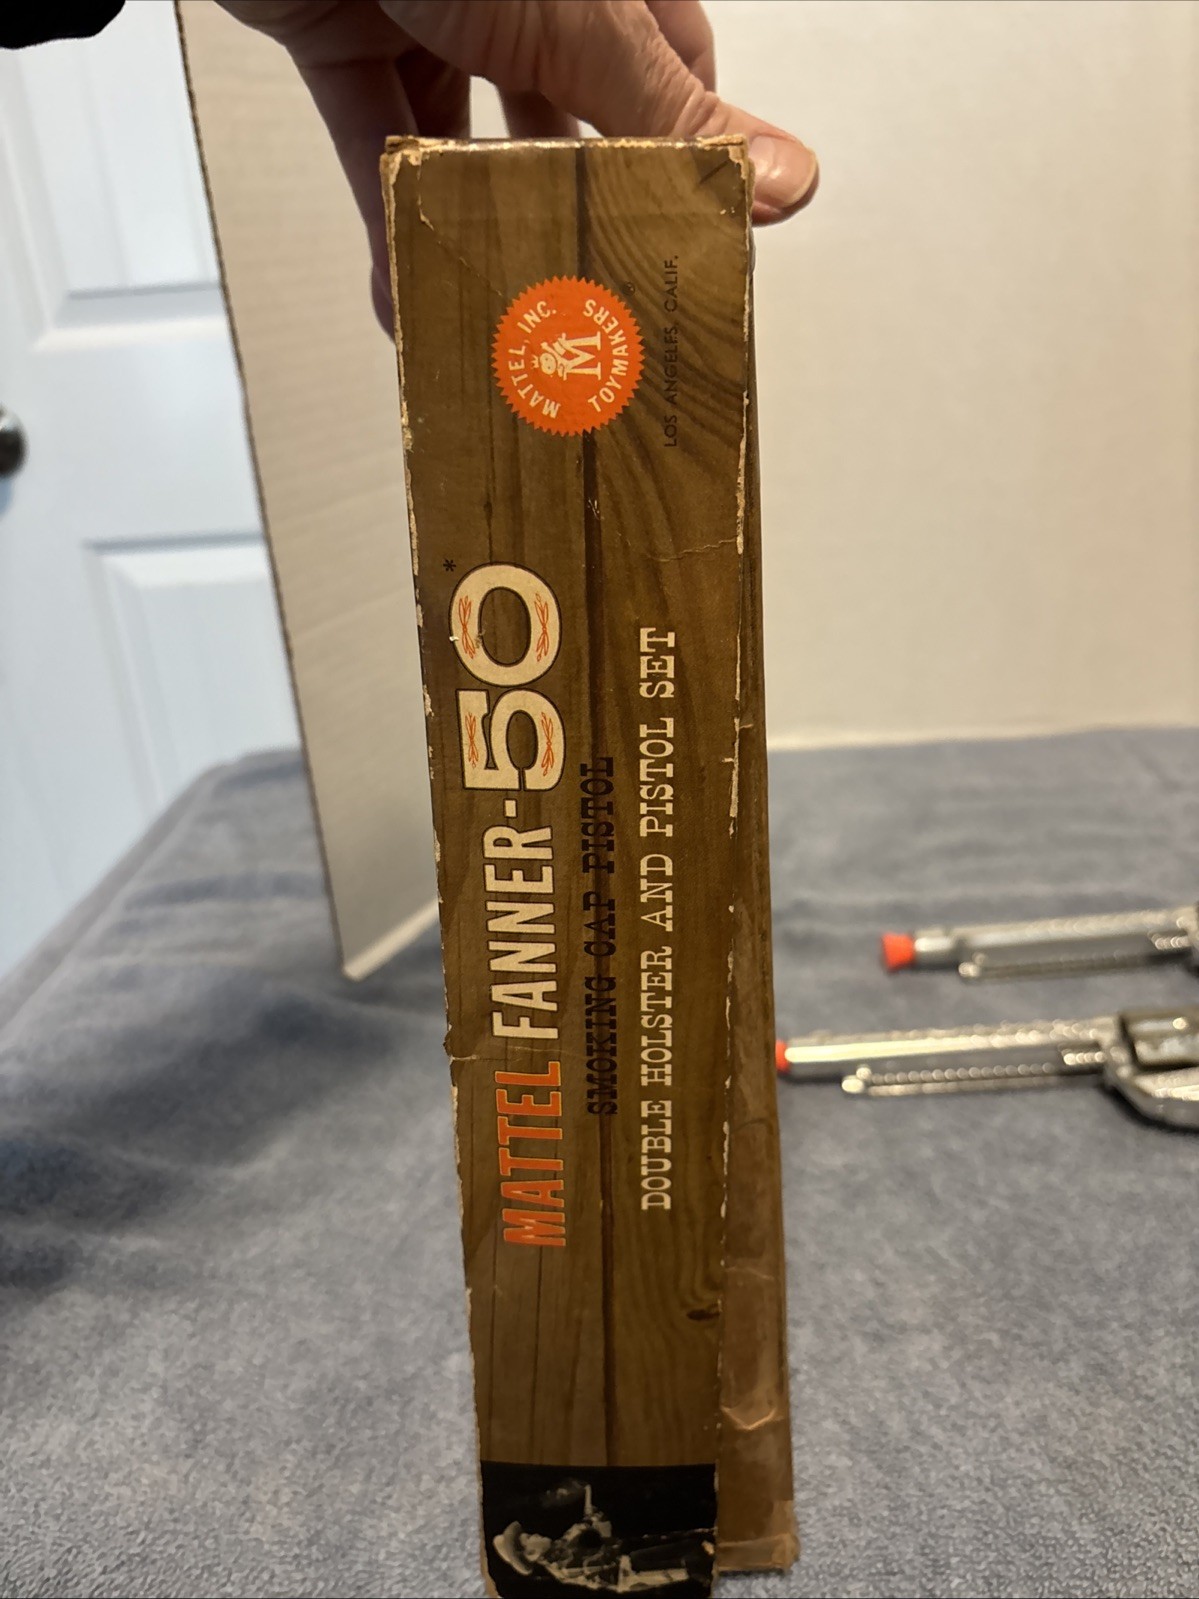 MATTEL FANNER-50*
SMOKING CAP PISTOL
DOUBLE HOLSTER AND PISTOL SET
MATTEL, INC.
M
TOYMAKERS
®
LOS ANGELES, CALIF.